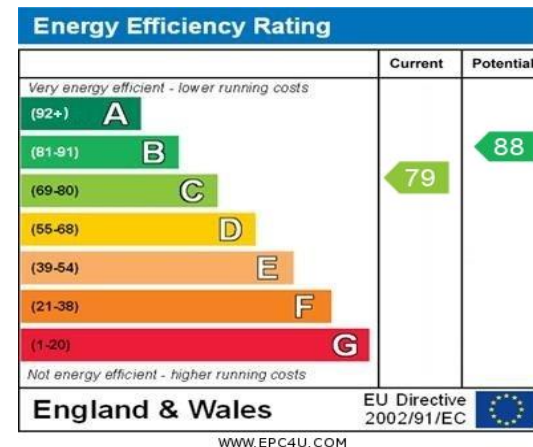 Energy Efficiency Rating
Current Potential
Very energy efficient - lower running costs
(92+) A
(81-91) B
(69-80) C
(55-68) D
(39-54) E
(21-38) F
(1-20) G
79
88
Not energy efficient - higher running costs
England & Wales
EU Directive
2002/91/EC
WWW.EPC4U.COM